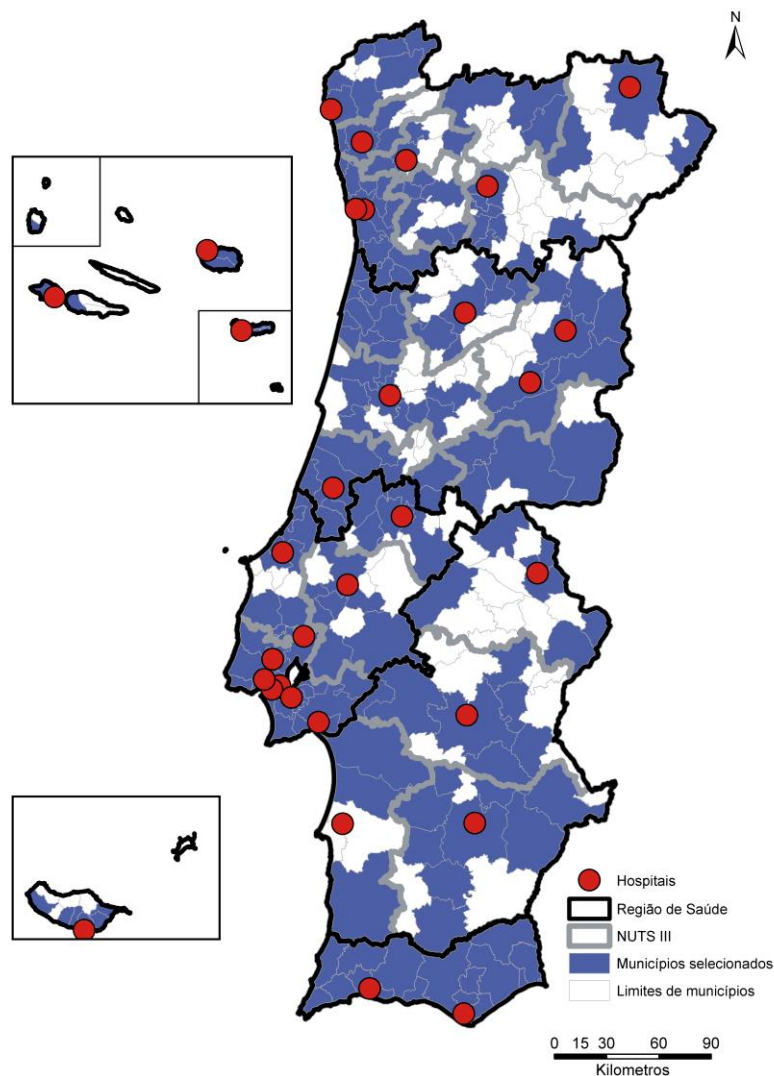 N
Hospitais
Região de Saúde
NUTS III
Municípios selecionados
Limites de municípios
0 15 30 60 90
Kilometros